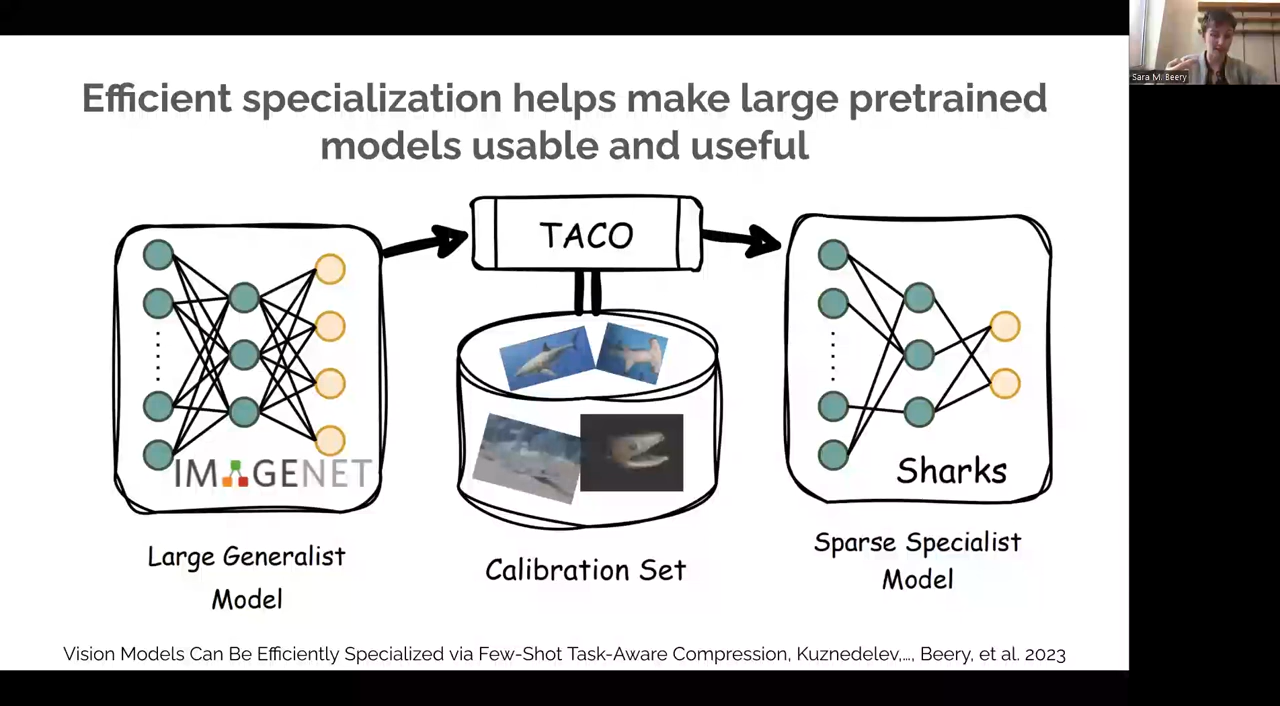 Sara M. Beery
Efficient specialization helps make large pretrained
models usable and useful
TACO
IMAGENET
Sharks
Large Generalist
Model
Calibration Set
Sparse Specialist
Model
Vision Models Can Be Efficiently Specialized via Few-Shot Task-Aware Compression, Kuznedelev,..., Beery, et al. 2023